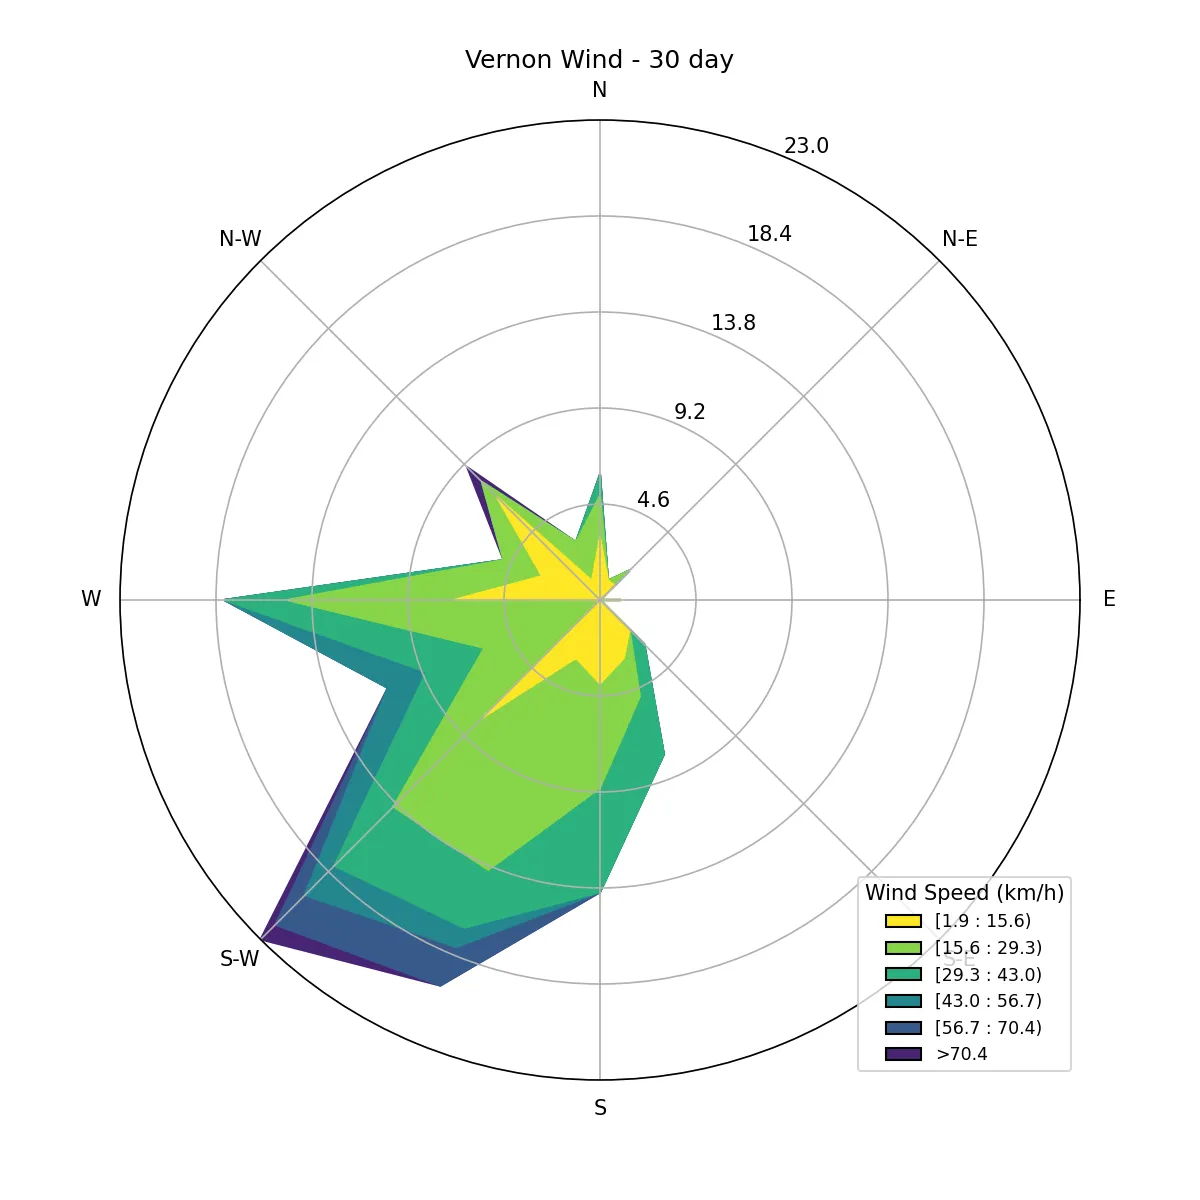 Vernon Wind - 30 day
N
23.0
N-W
N-E
18.4
13.8
9.2
4.6
W
E
S-W
S-E
S
Wind Speed (km/h)
[1.9 : 15.6)
[15.6 : 29.3)
[29.3 : 43.0)
[43.0 : 56.7)
[56.7 : 70.4)
>70.4